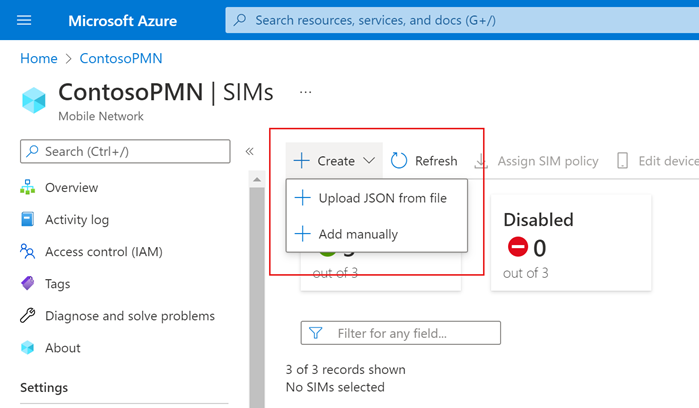 Microsoft Azure
Search resources, services, and docs (G+/)
Home > ContosoPMN
ContosoPMN | SIMs ...
Mobile Network
Search (Ctrl+/)
«
Create
Refresh
Assign SIM policy
Edit device
Upload JSON from file
Add manually
out of 3
Disabled
0
out of 3
Overview
Activity log
Access control (IAM)
Tags
Diagnose and solve problems
About
Settings
Filter for any field...
3 of 3 records shown
No SIMs selected